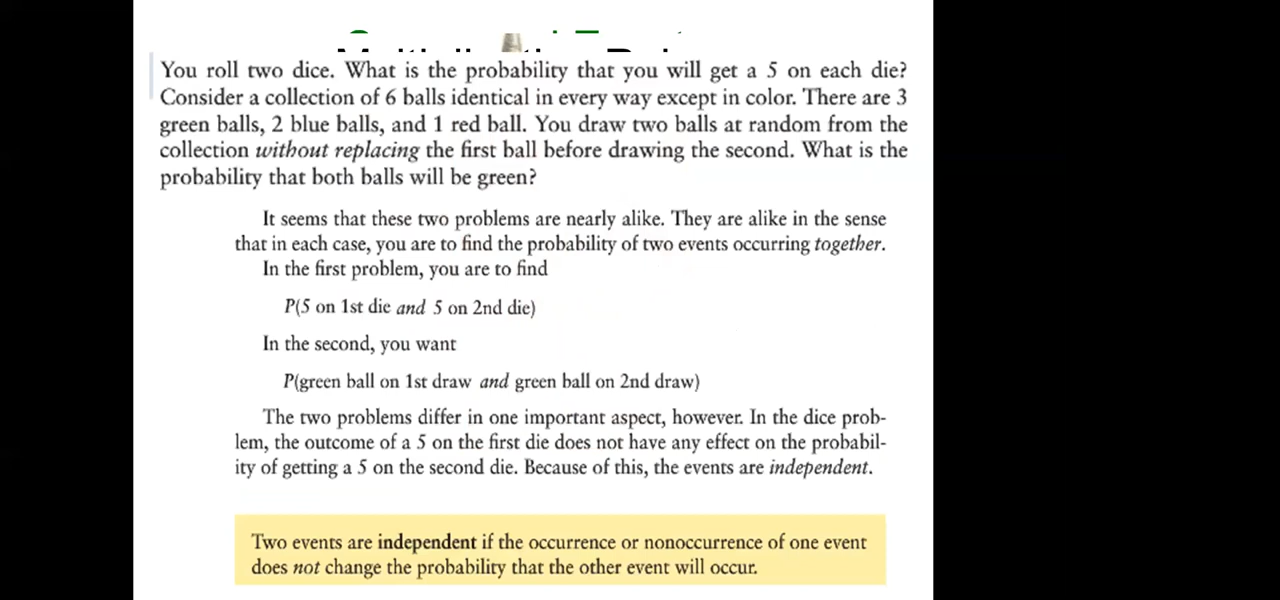 You roll two dice. What is the probability that you will get a 5 on each die?
Consider a collection of 6 balls identical in every way except in color. There are 3
green balls, 2 blue balls, and 1 red ball. You draw two balls at random from the
collection without replacing the first ball before drawing the second. What is the
probability that both balls will be green?
It seems that these two problems are nearly alike. They are alike in the sense
that in each case, you are to find the probability of two events occurring together.
In the first problem, you are to find
P(5 on 1st die and 5 on 2nd die)
In the second, you want
P(green ball on 1st draw and green ball on 2nd draw)
The two problems differ in one important aspect, however. In the dice prob-
lem, the outcome of a 5 on the first die does not have any effect on the probabil-
ity of getting a 5 on the second die. Because of this, the events are independent.
Two events are independent if the occurrence or nonoccurrence of one event
does not change the probability that the other event will occur.